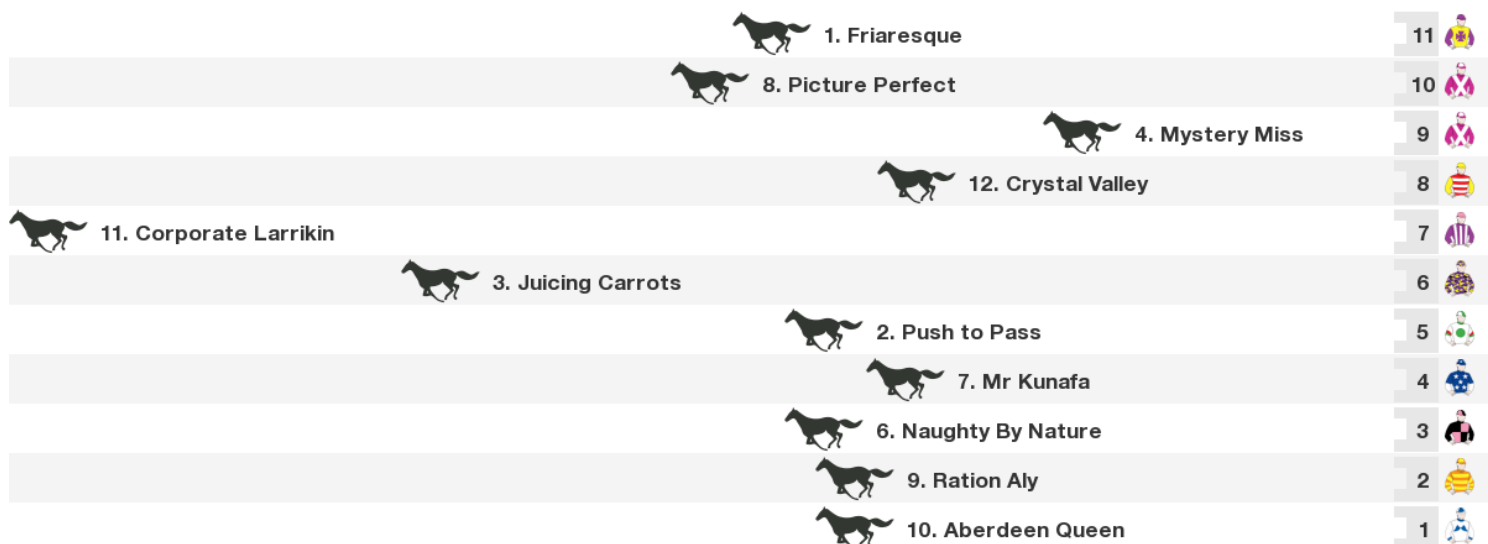 1. Friaresque 11
8. Picture Perfect 10
4. Mystery Miss 9
12. Crystal Valley 8
11. Corporate Larrikin 7
3. Juicing Carrots 6
2. Push to Pass 5
7. Mr Kunafa 4
6. Naughty By Nature 3
9. Ration Aly 2
10. Aberdeen Queen 1